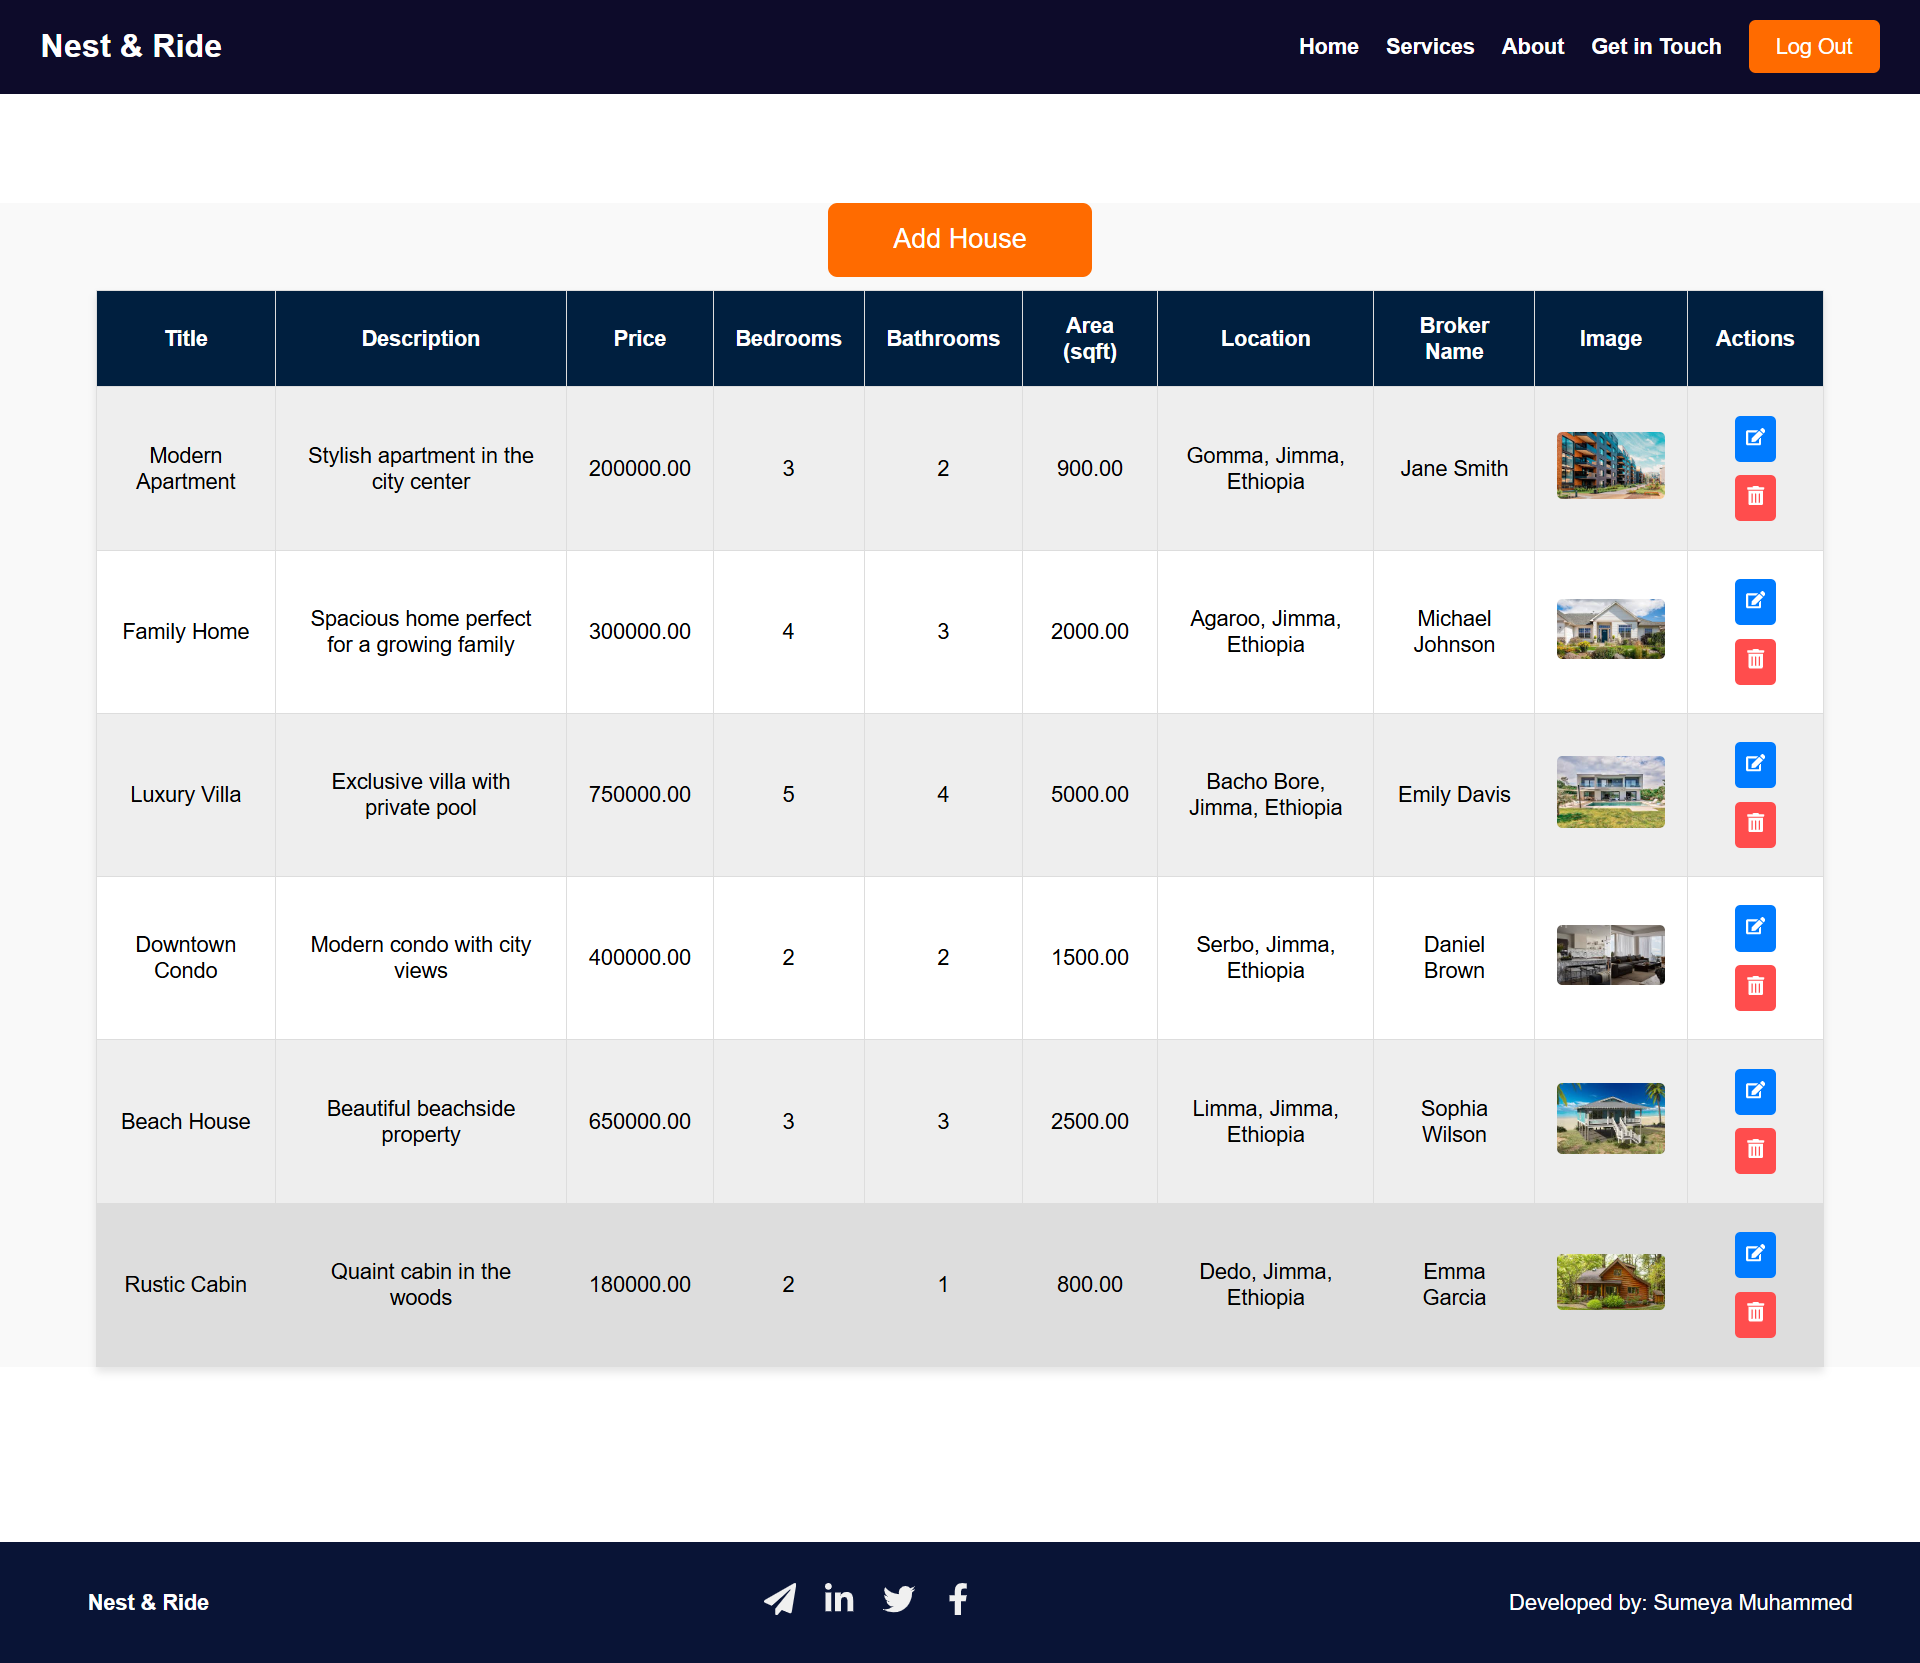 Nest & Ride
Home Services About Get in Touch Log Out
Add House
Title Description Price Bedrooms Bathrooms Area (sqft) Location Broker Name Image Actions
Modern Apartment Stylish apartment in the city center 200000.00 3 2 900.00 Gomma, Jimma, Ethiopia Jane Smith
Family Home Spacious home perfect for a growing family 300000.00 4 3 2000.00 Agaroo, Jimma, Ethiopia Michael Johnson
Luxury Villa Exclusive villa with private pool 750000.00 5 4 5000.00 Bacho Bore, Jimma, Ethiopia Emily Davis
Downtown Condo Modern condo with city views 400000.00 2 2 1500.00 Serbo, Jimma, Ethiopia Daniel Brown
Beach House Beautiful beachside property 650000.00 3 3 2500.00 Limma, Jimma, Ethiopia Sophia Wilson
Rustic Cabin Quaint cabin in the woods 180000.00 2 1 800.00 Dedo, Jimma, Ethiopia Emma Garcia
Nest & Ride
Developed by: Sumeya Muhammed